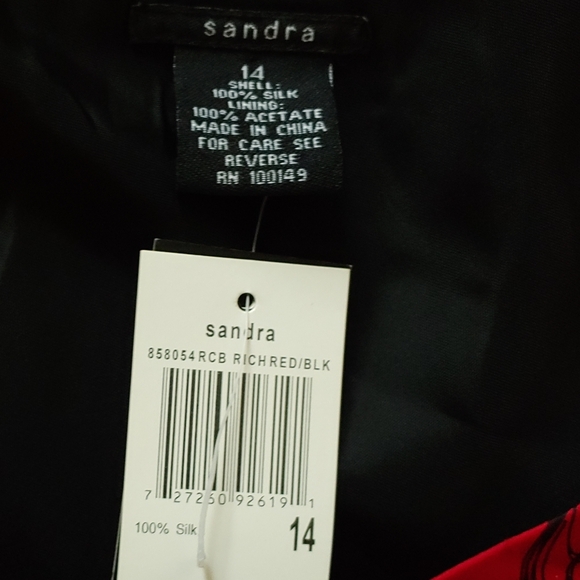 sandra
14
SHELL:
100% SILK
LINING:
100% ACETATE
MADE IN CHINA
FOR CARE SEE
REVERSE
RN 100149
sandra
858054RCB RICHRED/BLK
7 27260 92619 1
100% Silk
14